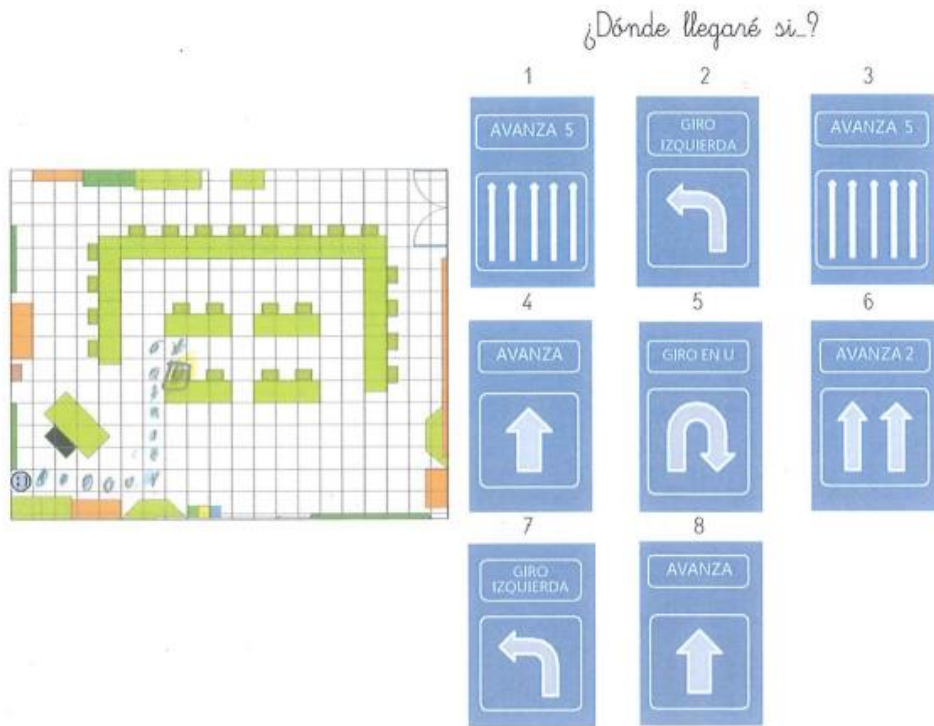 ¿Dónde llegaré si...?
1
2
3
AVANZA 5
GIRO
IZQUIERDA
AVANZA 5
4
5
6
AVANZA
GIRO EN U
AVANZA 2
7
8
GIRO
IZQUIERDA
AVANZA